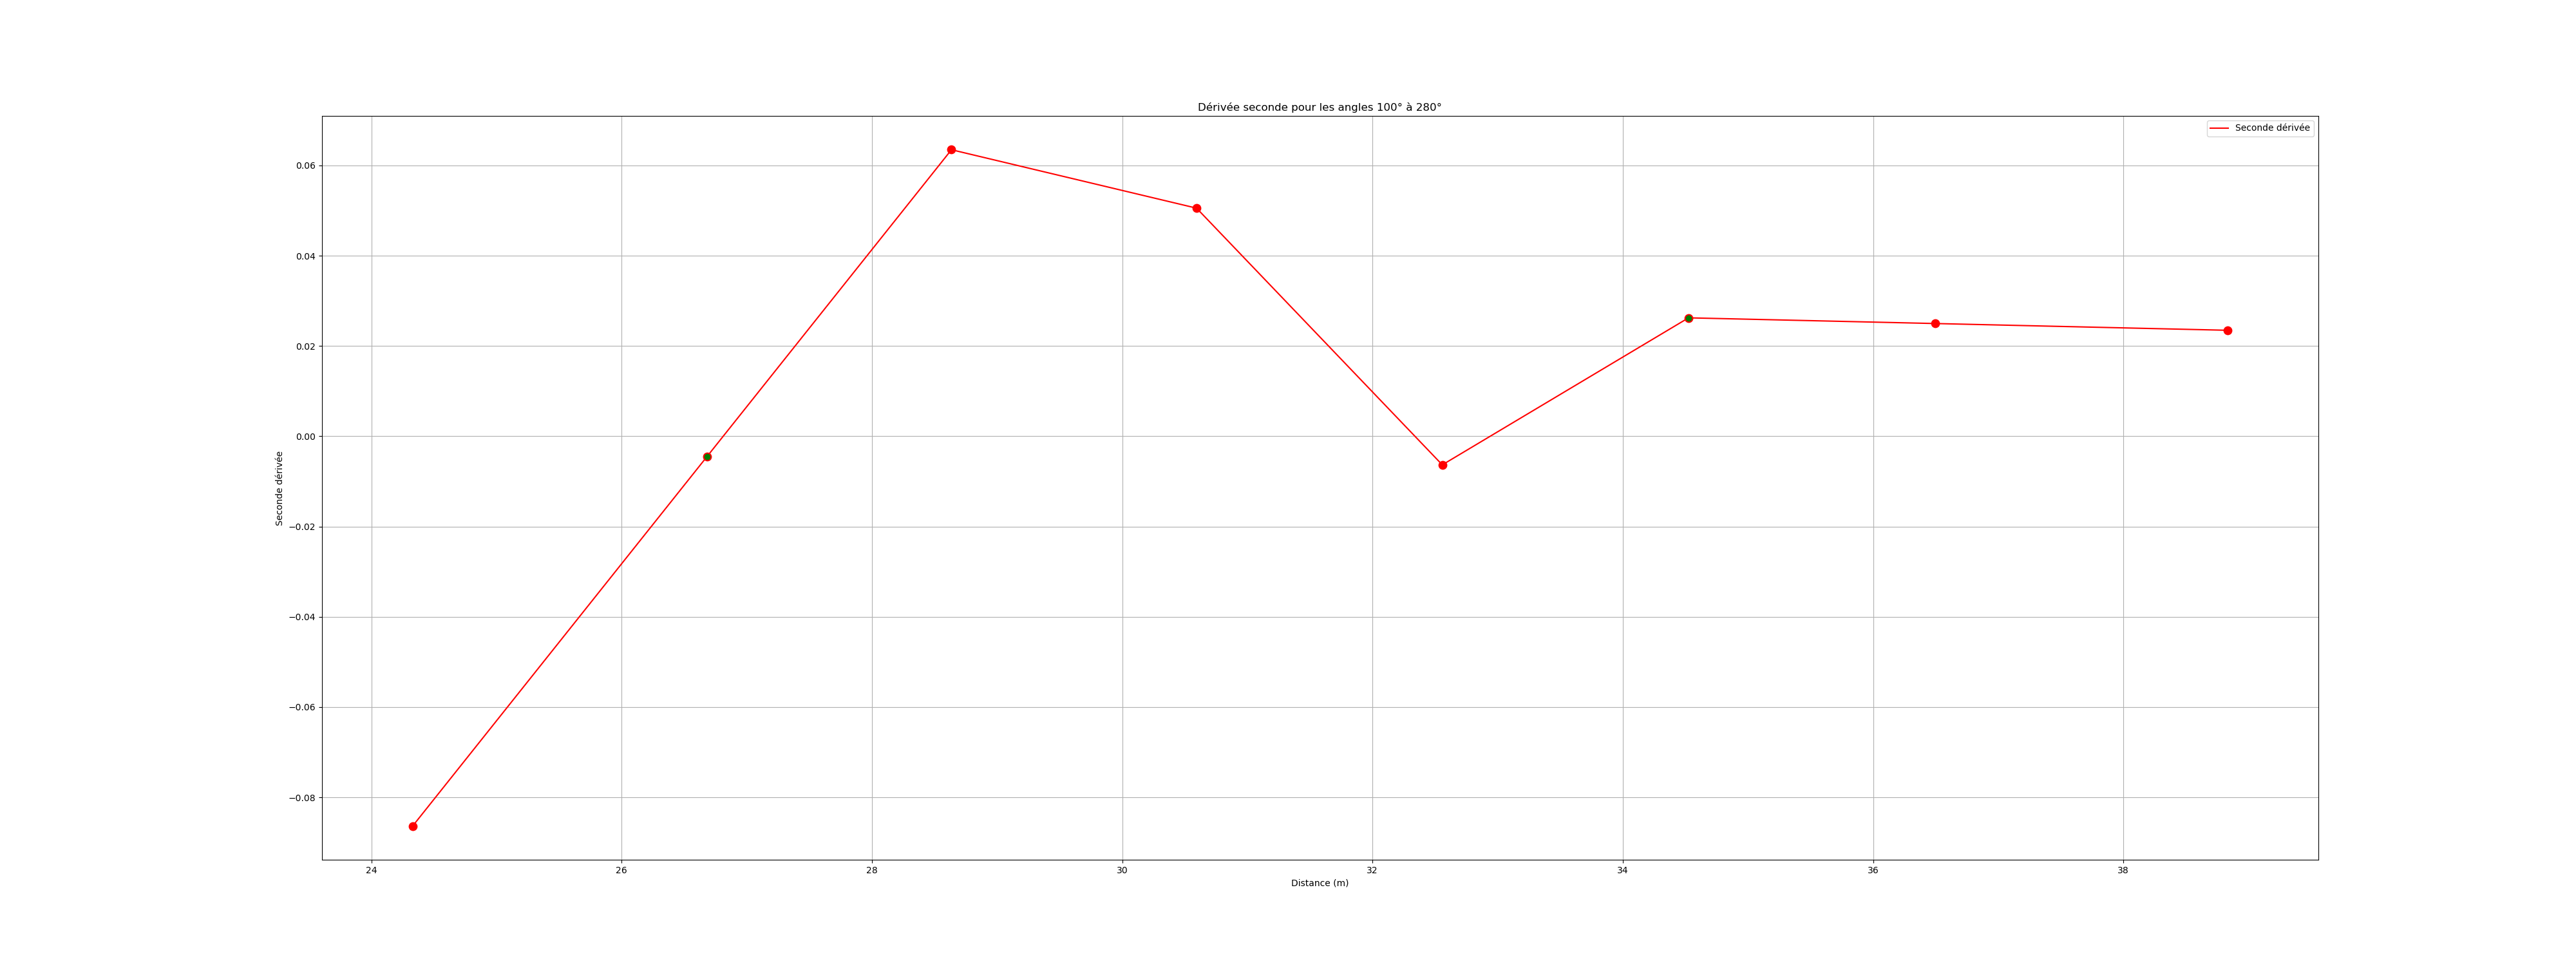 Dérivée seconde pour les angles 100° à 280°
Seconde dérivée
0.06
0.04
0.02
0.00
−0.02
−0.04
−0.06
−0.08
Seconde dérivée
24 26 28 30 32 34 36 38
Distance (m)